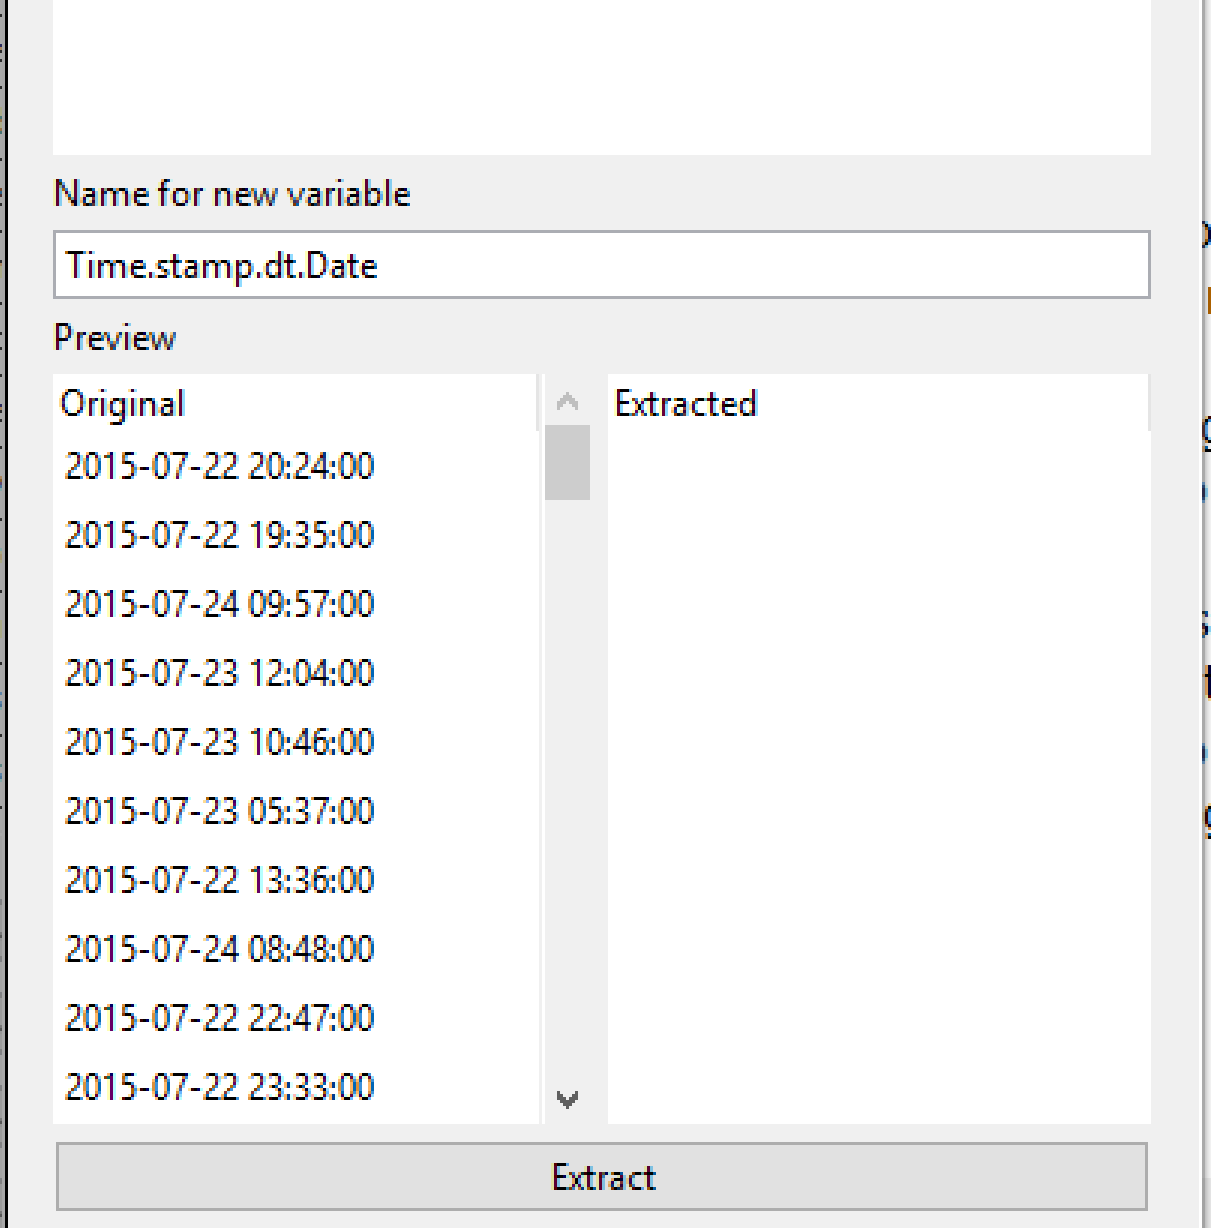 Name for new variable
Time.stamp.dt.Date
Preview
Original
Extracted
2015-07-22 20:24:00
2015-07-22 19:35:00
2015-07-24 09:57:00
2015-07-23 12:04:00
2015-07-23 10:46:00
2015-07-23 05:37:00
2015-07-22 13:36:00
2015-07-24 08:48:00
2015-07-22 22:47:00
2015-07-22 23:33:00
Extract